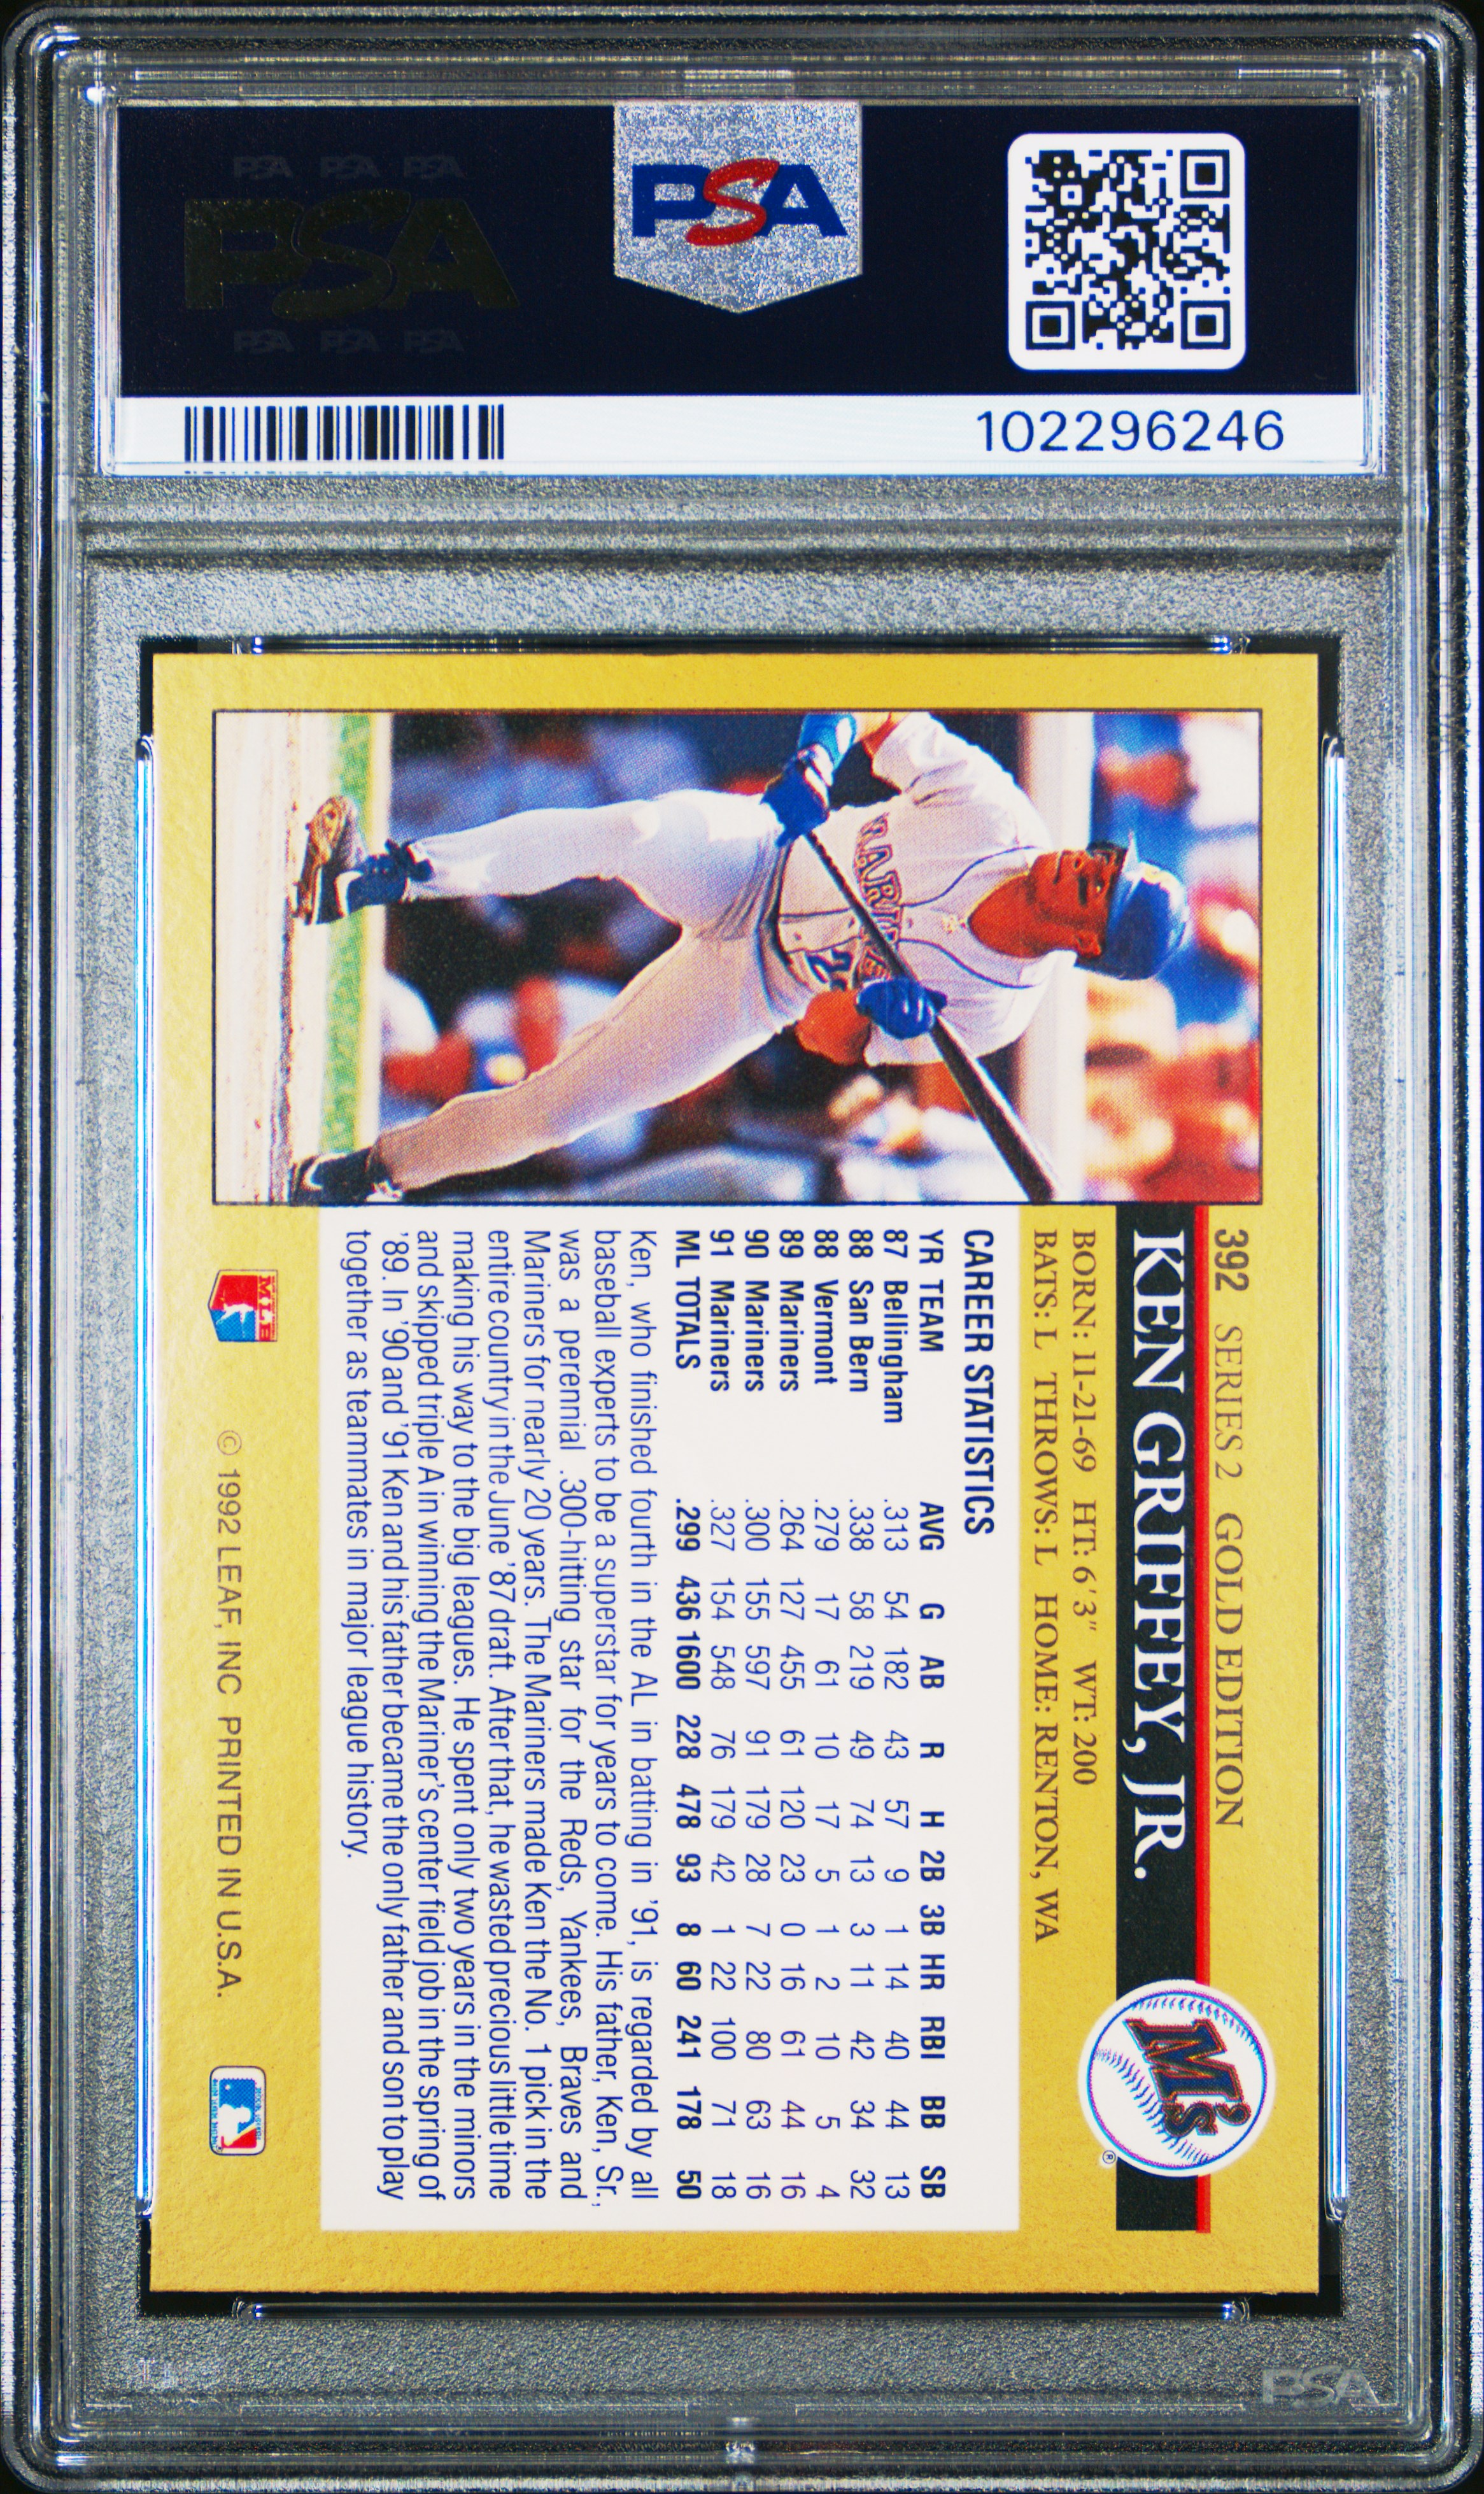 PSA PSA PSA
PSA
PSA PSA PSA
PSA
102296246
392 SERIES 2 GOLD EDITION
KEN GRIFFEY, JR.
M's
®
BORN: 11-21-69 HT: 6'3" WT: 200
BATS: L THROWS: L HOME: RENTON, WA
CAREER STATISTICS
YR TEAM AVG G AB R H 2B 3B HR RBI BB SB
87 Bellingham .313 54 182 43 57 9 1 14 40 44 13
88 San Bern .338 58 219 49 74 13 3 11 42 34 32
88 Vermont .279 17 61 10 17 5 1 2 10 5 4
89 Mariners .264 127 455 61 120 23 0 16 61 44 16
90 Mariners .300 155 597 91 179 28 7 22 80 63 16
91 Mariners .327 154 548 76 179 42 1 22 100 71 18
ML TOTALS .299 436 1600 228 478 93 8 60 241 178 50
Ken, who finished fourth in the AL in batting in '91, is regarded by all
baseball experts to be a superstar for years to come. His father, Ken, Sr.,
was a perennial .300-hitting star for the Reds, Yankees, Braves and
Mariners for nearly 20 years. The Mariners made Ken the No. 1 pick in the
entire country in the June '87 draft. After that, he wasted precious little time
making his way to the big leagues. He spent only two years in the minors
and skipped triple A in winning the Mariner's center field job in the spring of
'89. In '90 and '91 Ken and his father became the only father and son to play
together as teammates in major league history.
© 1992 LEAF, INC PRINTED IN U.S.A.
PSA